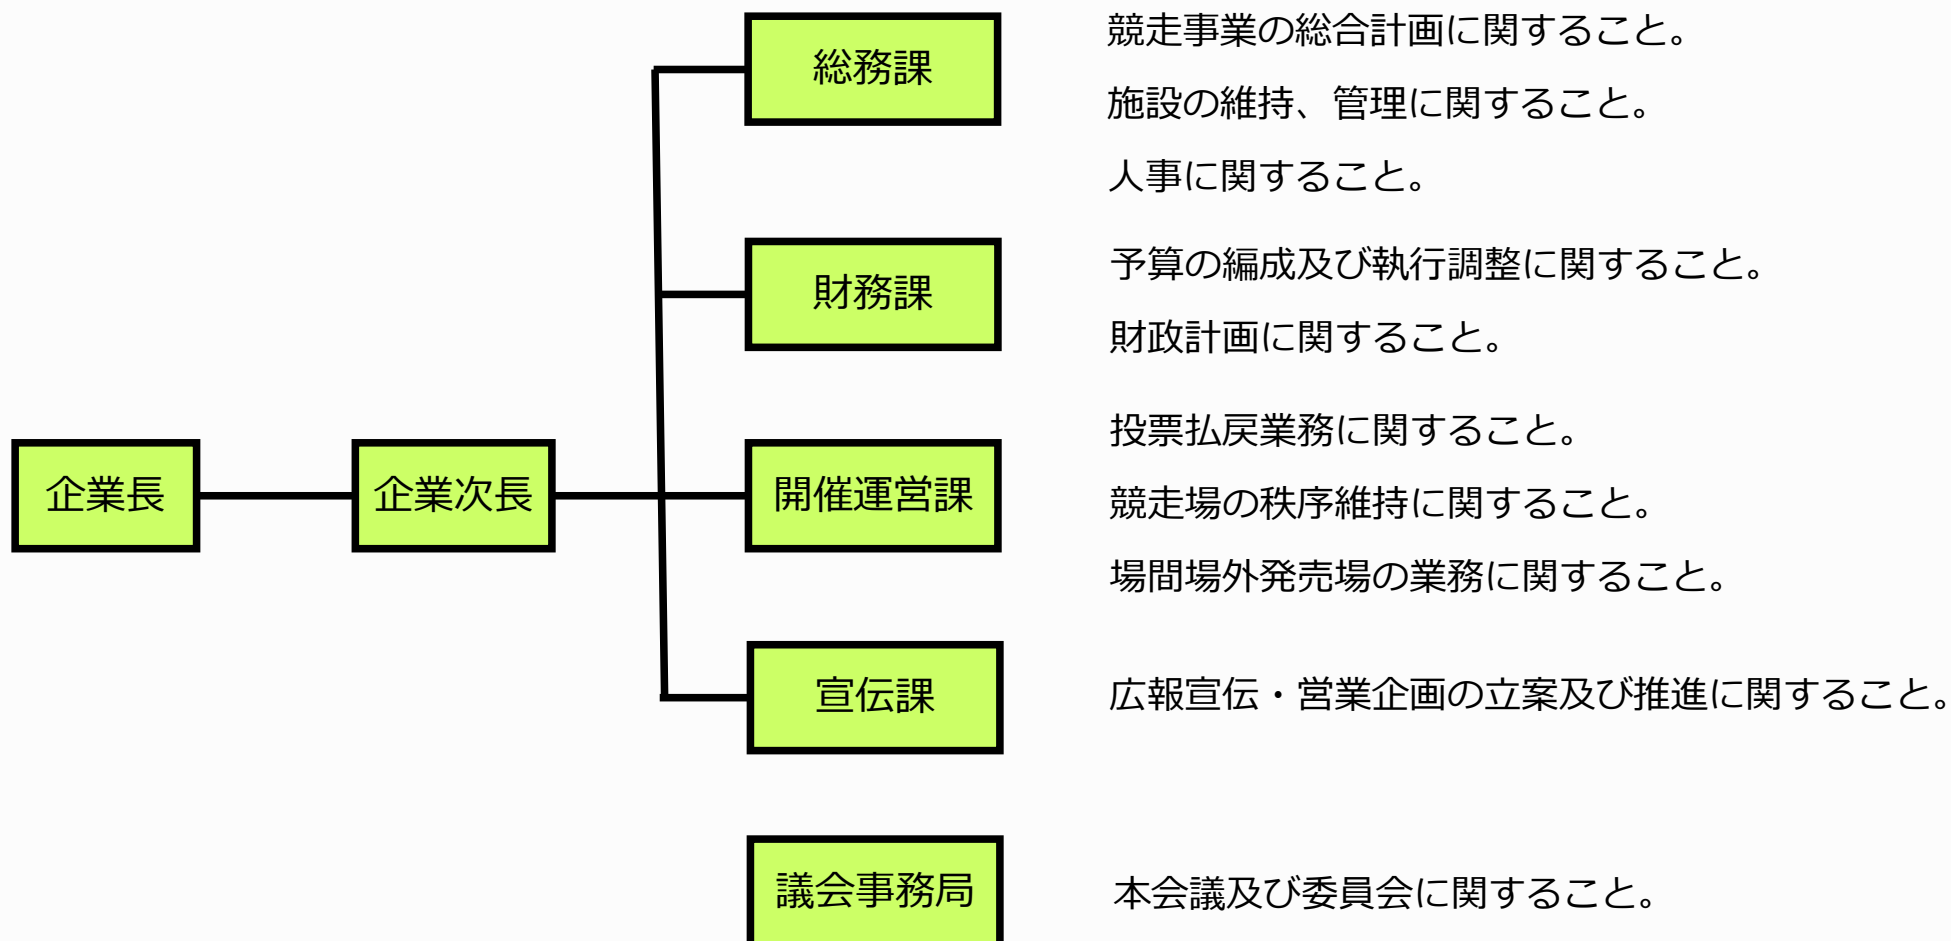 総務課
競走事業の総合計画に関すること。
施設の維持、管理に関すること。
人事に関すること。
財務課
予算の編成及び執行調整に関すること。
財政計画に関すること。
企業長
企業次長
開催運営課
投票払戻業務に関すること。
競走場の秩序維持に関すること。
場間場外発売場の業務に関すること。
宣伝課
広報宣伝・営業企画の立案及び推進に関すること。
議会事務局
本会議及び委員会に関すること。